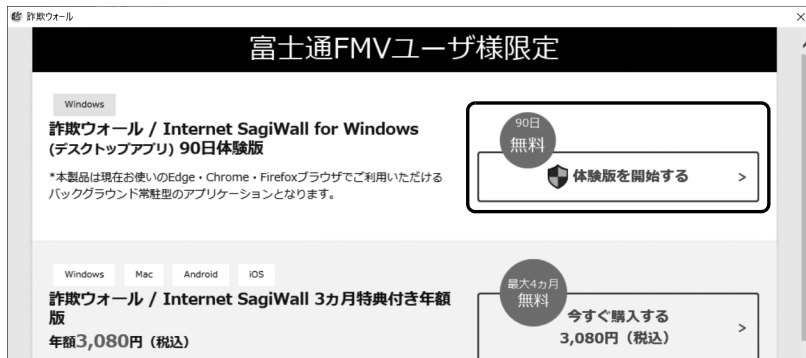 詐欺ウォール
富士通FMVユーザ様限定
Windows
詐欺ウォール / Internet SagiWall for Windows
(デスクトップアプリ) 90日体験版
*本製品は現在お使いのEdge・Chrome・Firefoxブラウザでご利用いただける
バックグラウンド常駐型のアプリケーションとなります。
90日
無料
体験版を開始する >
Windows Mac Android iOS
詐欺ウォール / Internet SagiWall 3ヵ月特典付き年額
版
年額3,080円（税込）
最大4ヵ月
無料
今すぐ購入する
3,080円（税込） >